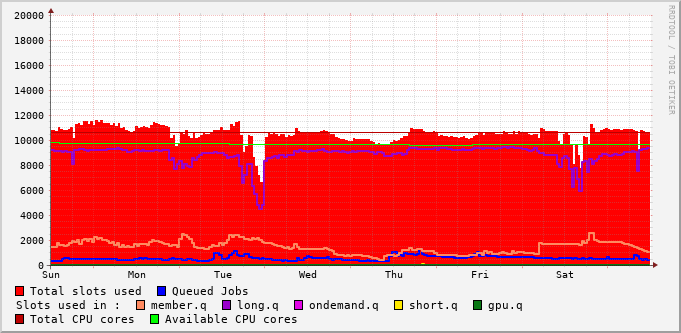 RRDTOOL / TOBI OETIKER
20000
18000
16000
14000
12000
10000
8000
6000
4000
2000
0
Sun Mon Tue Wed Thu Fri Sat
Total slots used Queued Jobs
Slots used in : member.q long.q ondemand.q short.q gpu.q
Total CPU cores Available CPU cores